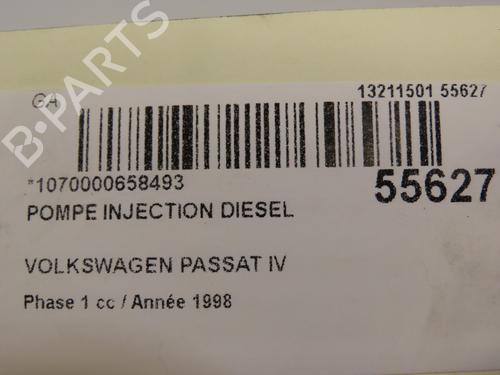 GA 13211501 55627
*1070000658493
55627
POMPE INJECTION DIESEL
VOLKSWAGEN PASSAT IV
Phase 1 cc / Année 1998
B-PARTS